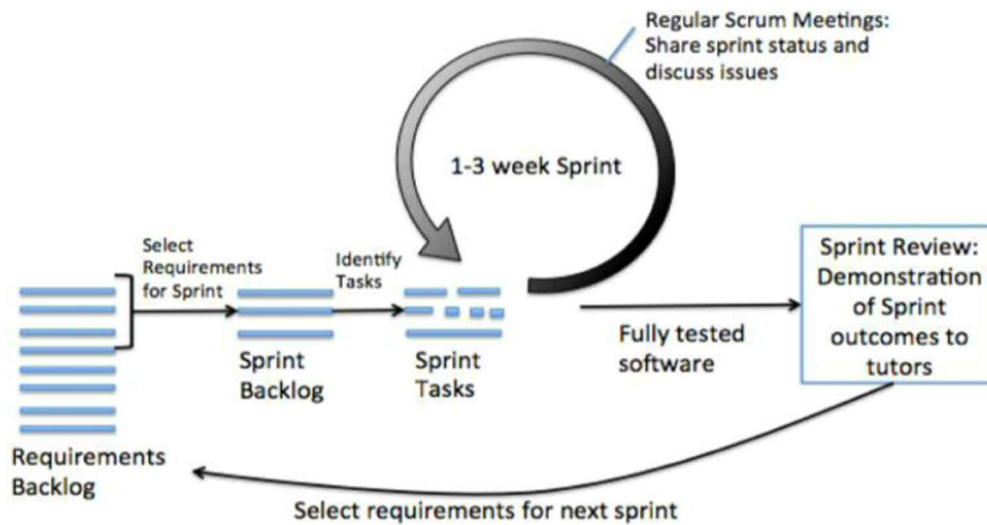 Regular Scrum Meetings:
Share sprint status and
discuss issues
1-3 week Sprint
Select
Requirements
for Sprint
Identify
Tasks
Sprint
Backlog
Sprint
Tasks
Fully tested
software
Sprint Review:
Demonstration
of Sprint
outcomes to
tutors
Requirements
Backlog
Select requirements for next sprint